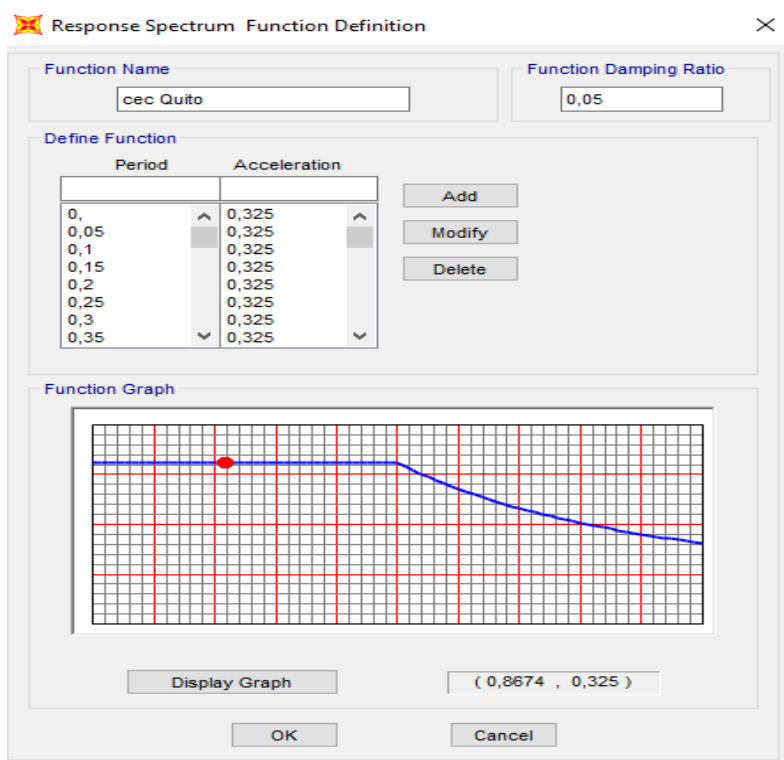 Response Spectrum Function Definition
Function Name
Function Damping Ratio
cec Quito
0,05
Define Function
Period Acceleration
Add
0, 0,325
0,05 0,325
Modify
0,1 0,325
0,15 0,325
Delete
0,2 0,325
0,25 0,325
0,3 0,325
0,35 0,325
Function Graph
Display Graph
( 0,8674 , 0,325 )
OK
Cancel